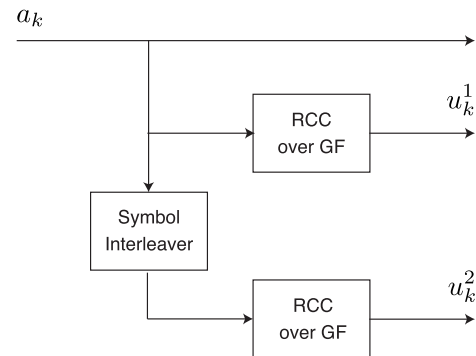 a_k
u_k^1
RCC
over GF
Symbol
Interleaver
u_k^2
RCC
over GF